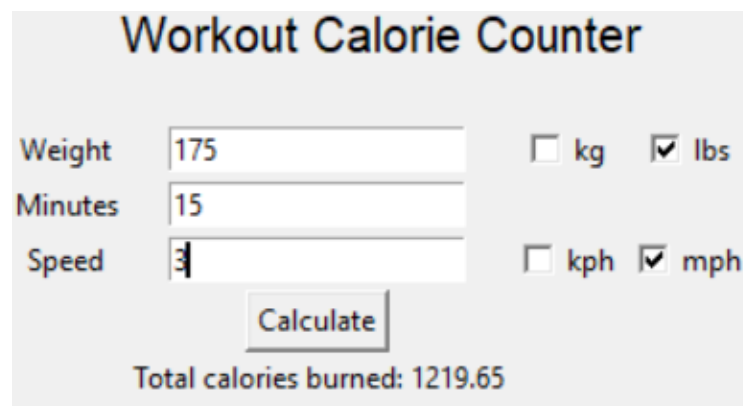 Workout Calorie Counter
Weight 175 kg lbs
Minutes 15
Speed 3 kph mph
Calculate
Total calories burned: 1219.65